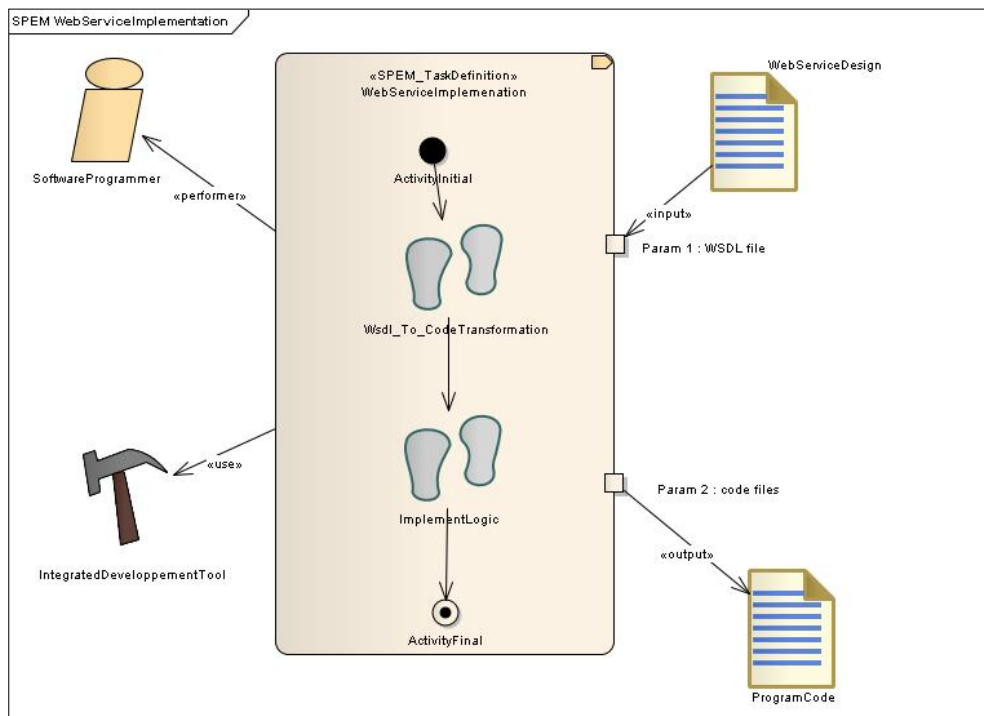 SPEM WebServiceImplementation
«SPEM_TaskDefinition»
WebServiceImplemenation
WebServiceDesign
ActivityInitial
SoftwareProgrammer
«performer»
«input»
Param 1 : WSDL file
Wsdl_To_CodeTransformation
«use»
Param 2 : code files
ImplementLogic
«output»
IntegratedDeveloppementTool
ActivityFinal
ProgramCode